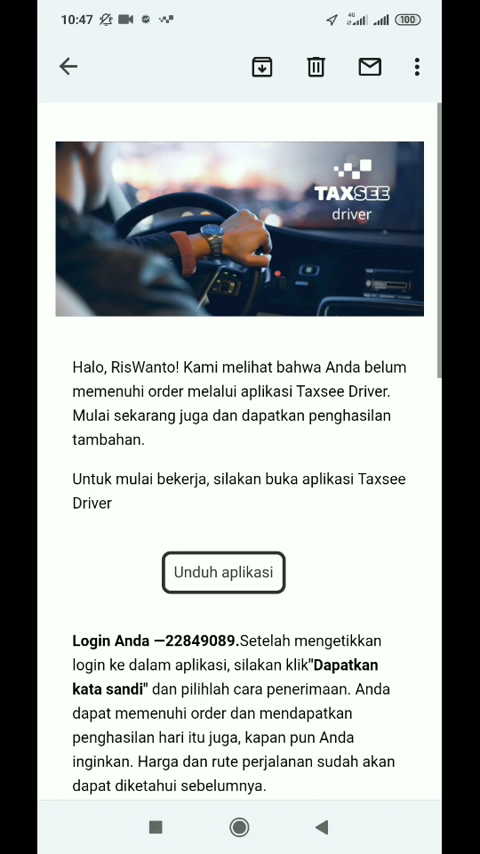 10:47
4G
100
TAXSEE
driver
Halo, RisWanto! Kami melihat bahwa Anda belum
memenuhi order melalui aplikasi Taxsee Driver.
Mulai sekarang juga dan dapatkan penghasilan
tambahan.
Untuk mulai bekerja, silakan buka aplikasi Taxsee
Driver
Unduh aplikasi
Login Anda —22849089.Setelah mengetikkan
login ke dalam aplikasi, silakan klik"Dapatkan
kata sandi" dan pilihlah cara penerimaan. Anda
dapat memenuhi order dan mendapatkan
penghasilan hari itu juga, kapan pun Anda
inginkan. Harga dan rute perjalanan sudah akan
dapat diketahui sebelumnya.